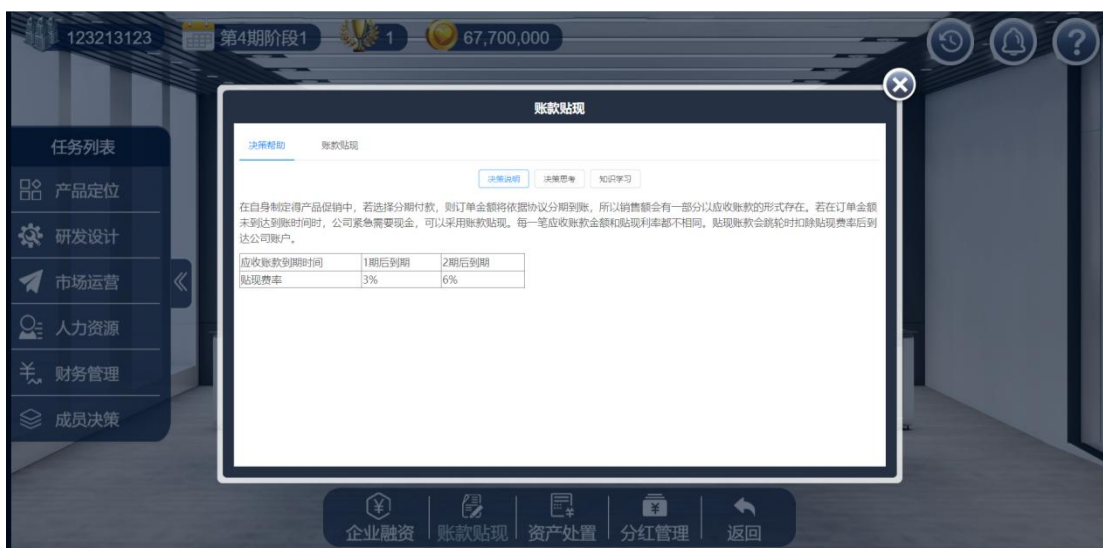 123213123
第4期阶段1
1
67,700,000
?
账款贴现
任务列表
产品定位
研发设计
市场运营
人力资源
财务管理
成员决策
决策帮助 账款贴现
决策说明 决策思考 知识学习
在自身制定得产品促销中，若选择分期付款，则订单金额将依据协议分期到账，所以销售额会有一部分以应收账款的形式存在。若在订单金额
未到达到账时间时，公司紧急需要现金，可以采用账款贴现。每一笔应收账款金额和贴现利率都不相同。贴现账款会跳轮时扣除贴现费率后到
达公司账户。
应收账款到期时间 1期后到期 2期后到期
贴现费率 3% 6%
企业融资 账款贴现 资产处置 分红管理 返回